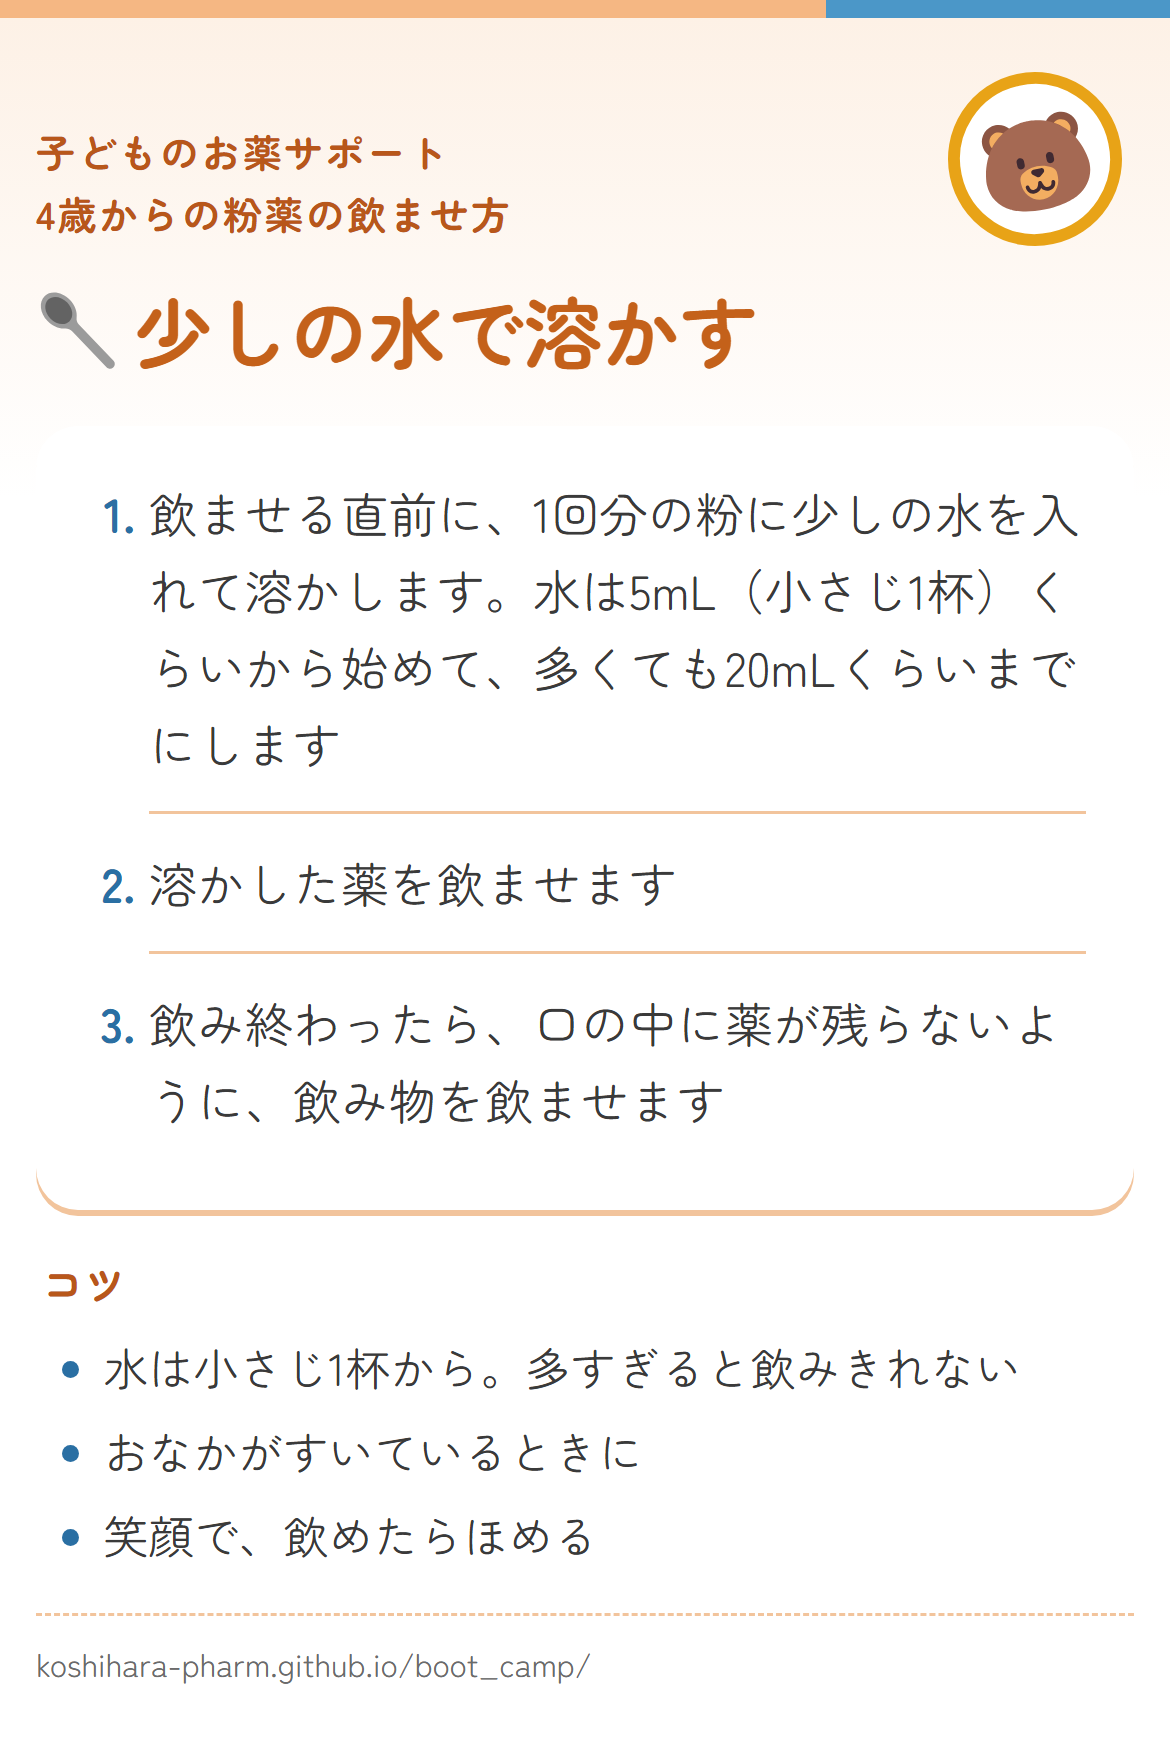 子どものお薬サポート
4歳からの粉薬の飲ませ方
少しの水で溶かす
1. 飲ませる直前に、1回分の粉に少しの水を入
れて溶かします。水は5mL（小さじ1杯）く
らいから始めて、多くても20mLくらいまで
にします
2. 溶かした薬を飲ませます
3. 飲み終わったら、口の中に薬が残らないよ
うに、飲み物を飲ませます
コツ
水は小さじ1杯から。多すぎると飲みきれない
おなかがすいているときに
笑顔で、飲めたらほめる
koshihara-pharm.github.io/boot_camp/